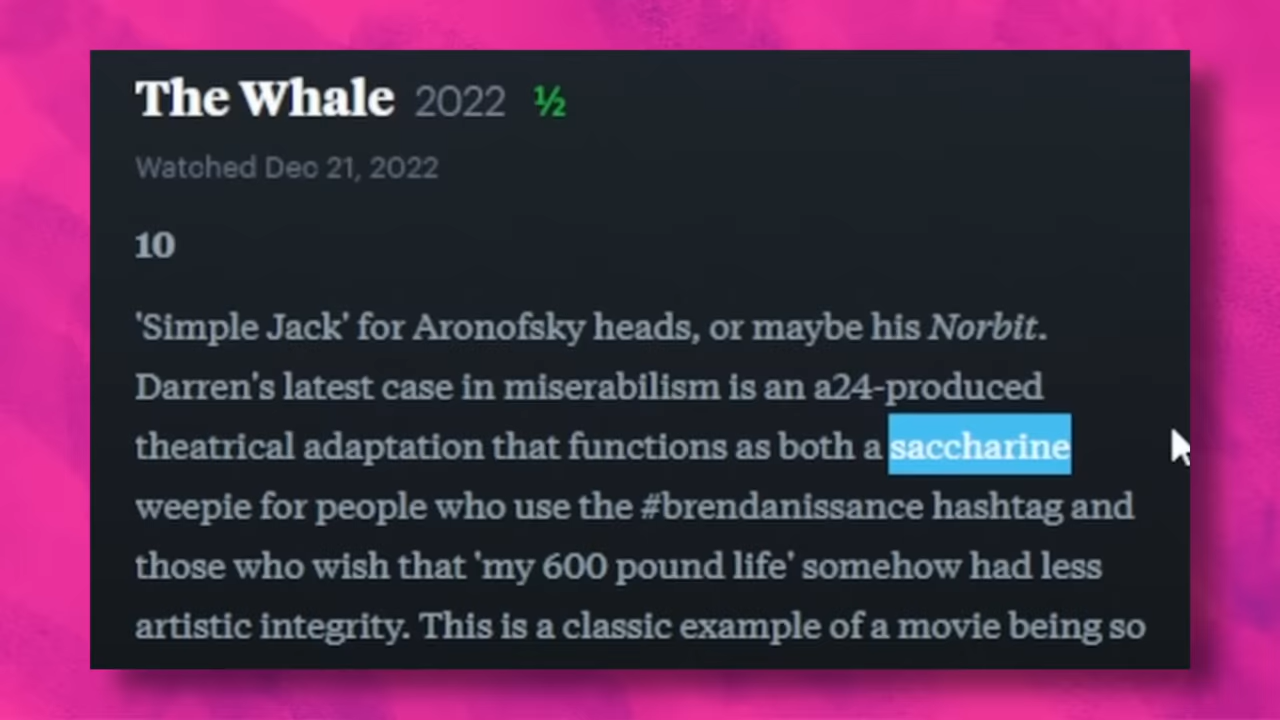 The Whale 2022 ½
Watched Dec 21, 2022
10
'Simple Jack' for Aronofsky heads, or maybe his Norbit.
Darren's latest case in miserabilism is an a24-produced
theatrical adaptation that functions as both a saccharine
weepie for people who use the #brendanissance hashtag and
those who wish that 'my 600 pound life' somehow had less
artistic integrity. This is a classic example of a movie being so